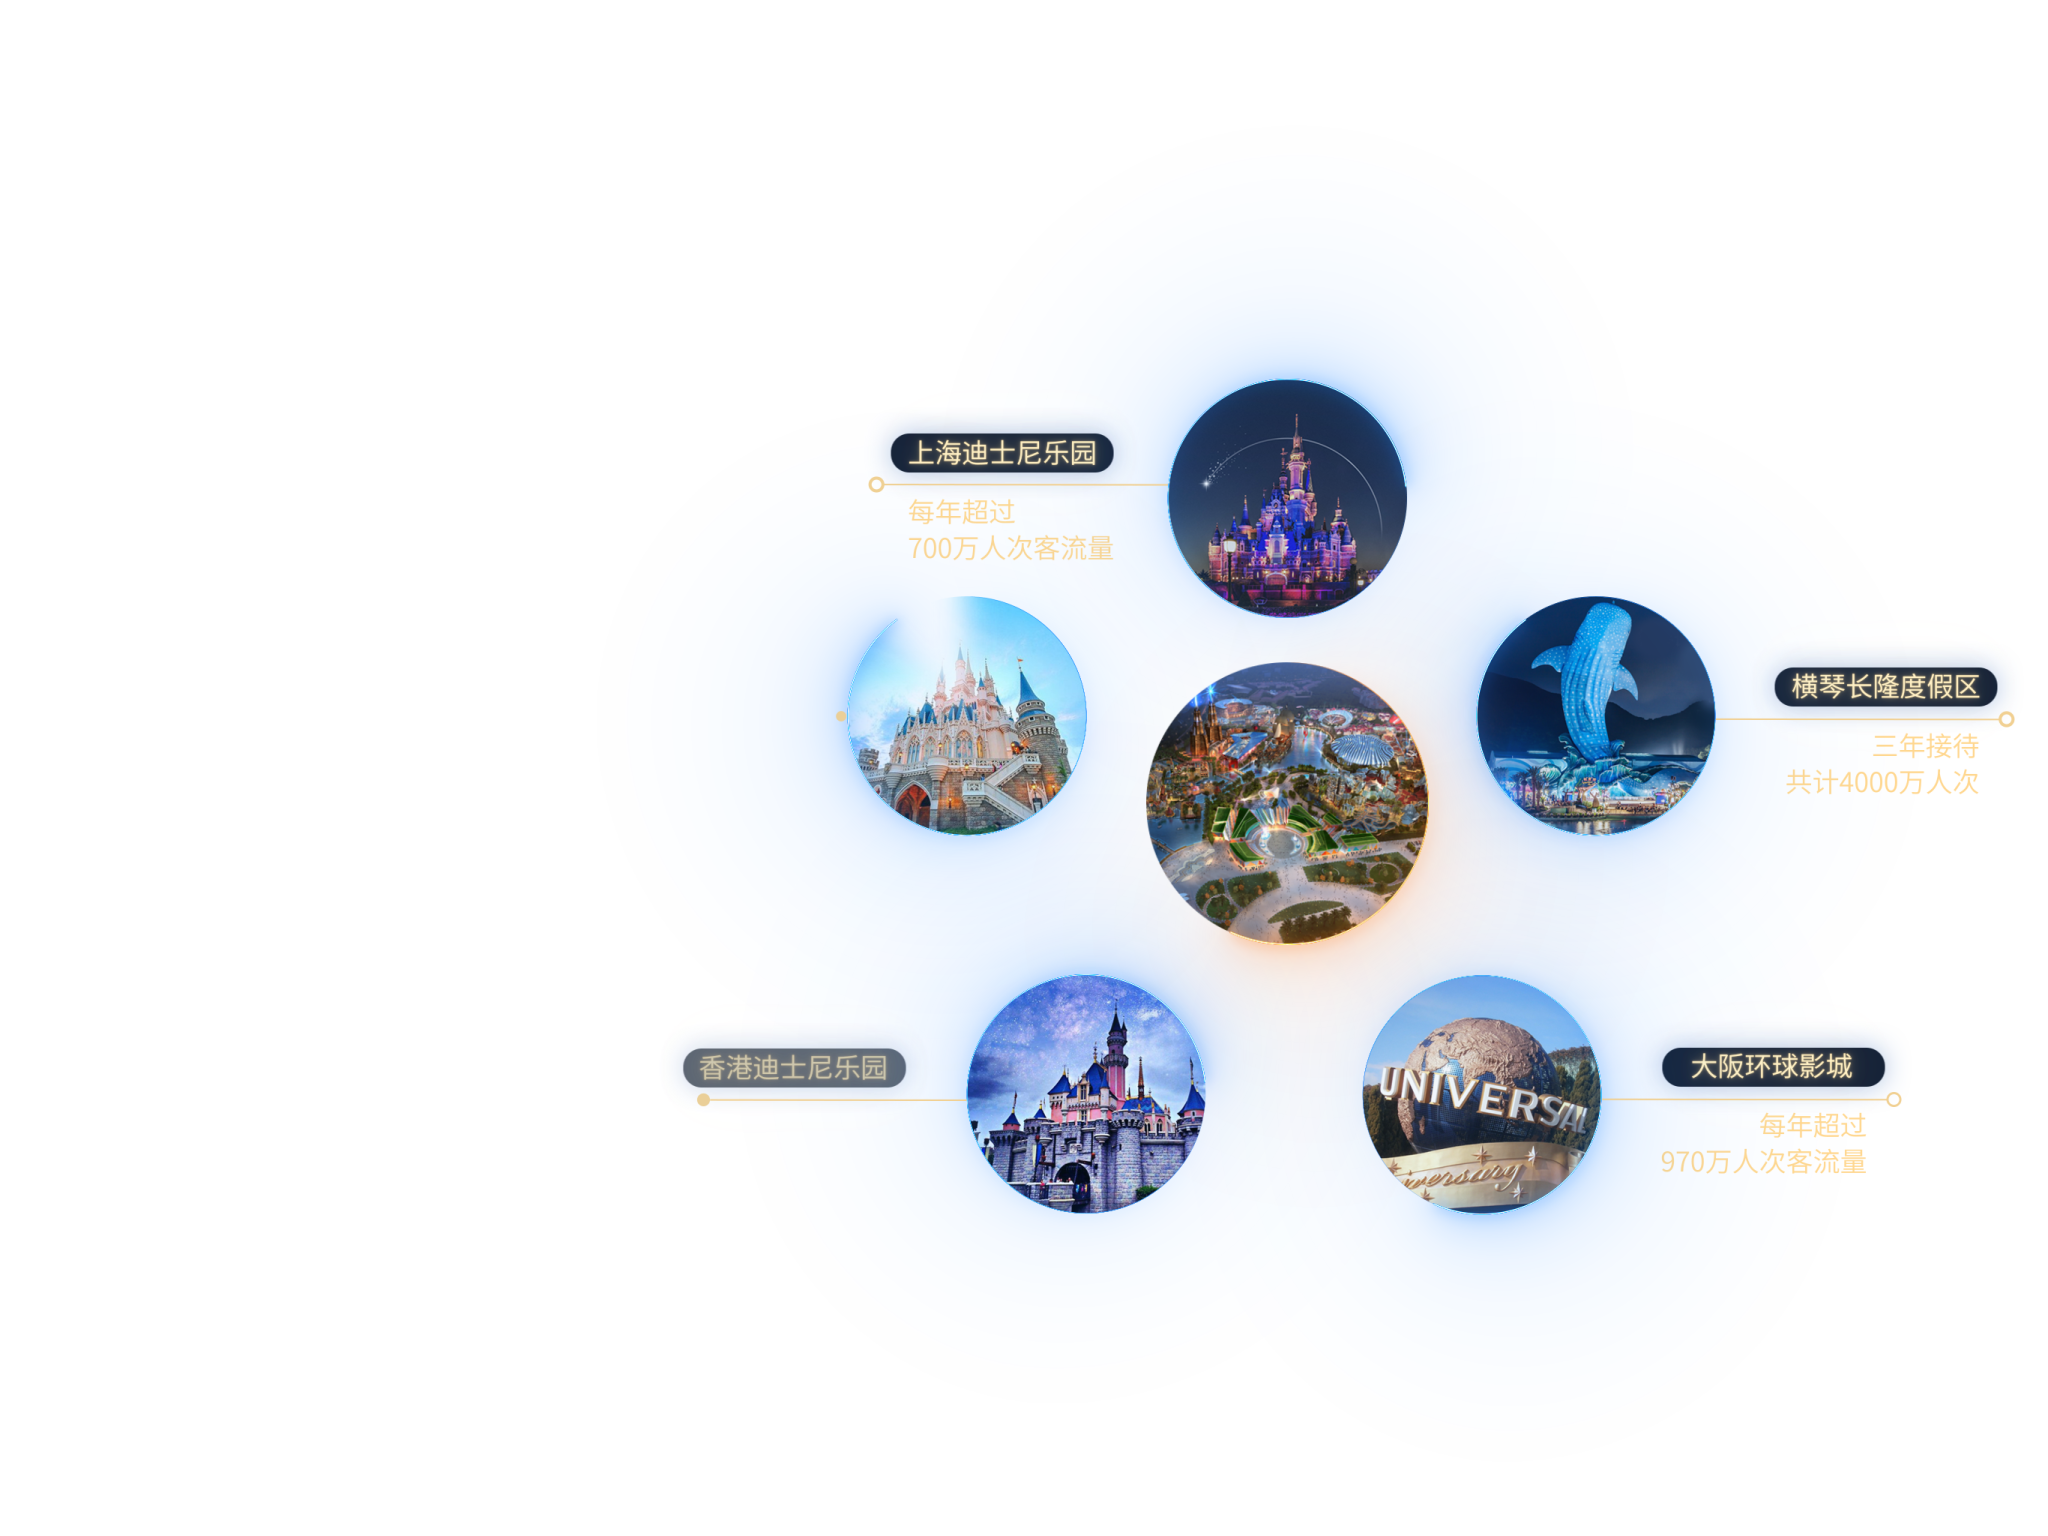 上海迪士尼乐园
每年超过
700万人次客流量
横琴长隆度假区
三年接待
共计4000万人次
香港迪士尼乐园
大阪环球影城
每年超过
970万人次客流量
UNIVERSAL
iversary